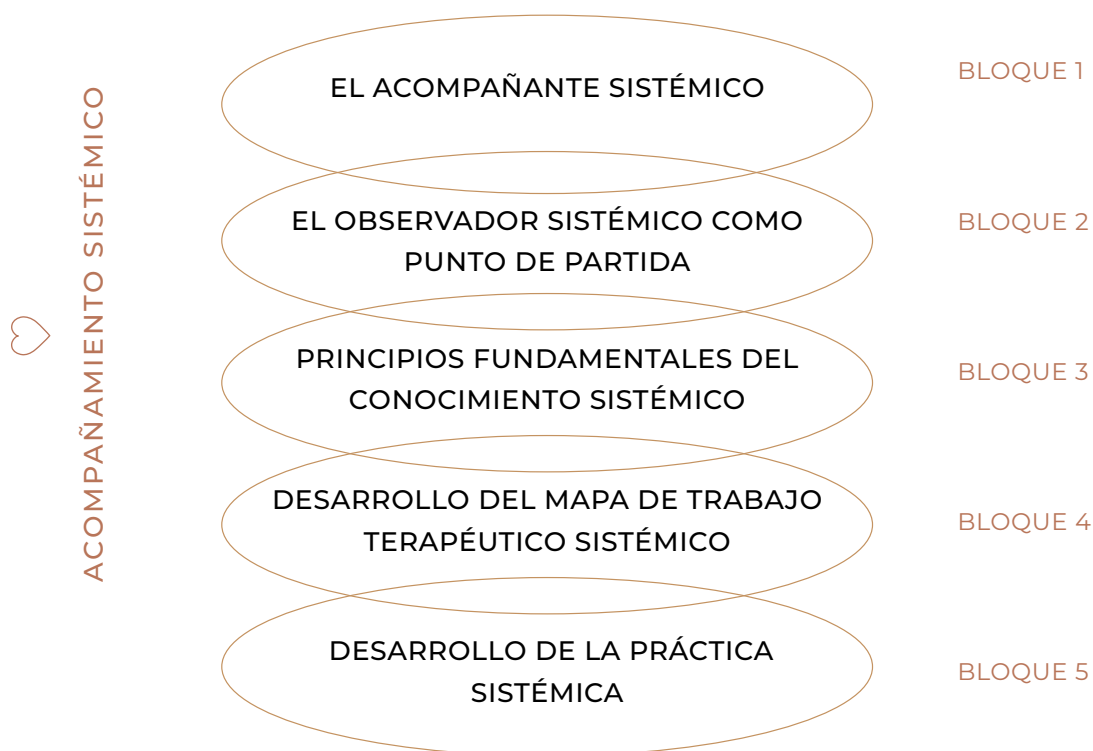 ACOMPAÑAMIENTO SISTÉMICO
EL ACOMPAÑANTE SISTÉMICO
BLOQUE 1
EL OBSERVADOR SISTÉMICO COMO
PUNTO DE PARTIDA
BLOQUE 2
PRINCIPIOS FUNDAMENTALES DEL
CONOCIMIENTO SISTÉMICO
BLOQUE 3
DESARROLLO DEL MAPA DE TRABAJO
TERAPÉUTICO SISTÉMICO
BLOQUE 4
DESARROLLO DE LA PRÁCTICA
SISTÉMICA
BLOQUE 5